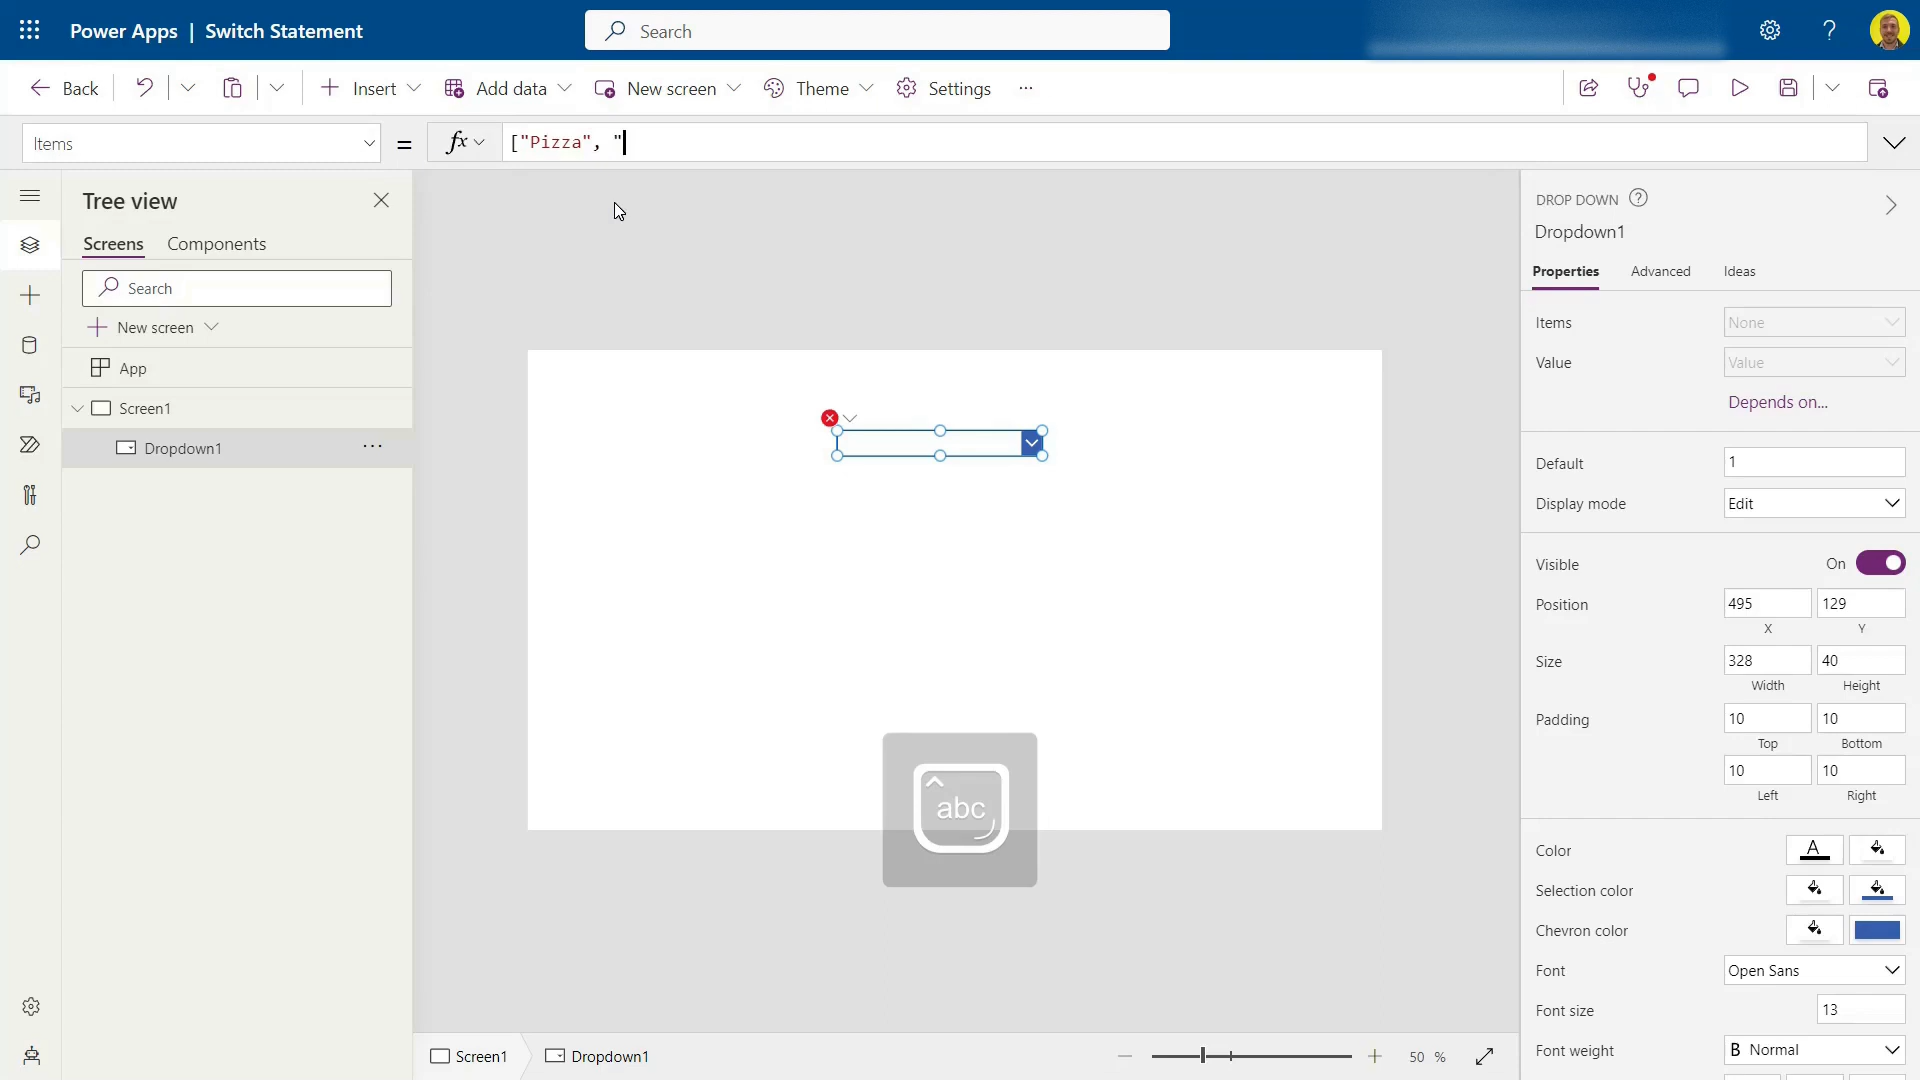 Power Apps | Switch Statement
Search
Back
Insert
Add data
New screen
Theme
Settings
Items
=
fx
["Pizza", "
Tree view
Screens
Components
Search
New screen
App
Screen1
Dropdown1
abc
Screen1
Dropdown1
50 %
DROP DOWN
Dropdown1
Properties
Advanced
Ideas
Items
None
Value
Value
Depends on...
Default
1
Display mode
Edit
Visible
On
Position
495
129
X
Y
Size
328
40
Width
Height
Padding
10
10
Top
Bottom
10
10
Left
Right
Color
A
Selection color
Chevron color
Font
Open Sans
Font size
13
Font weight
B Normal